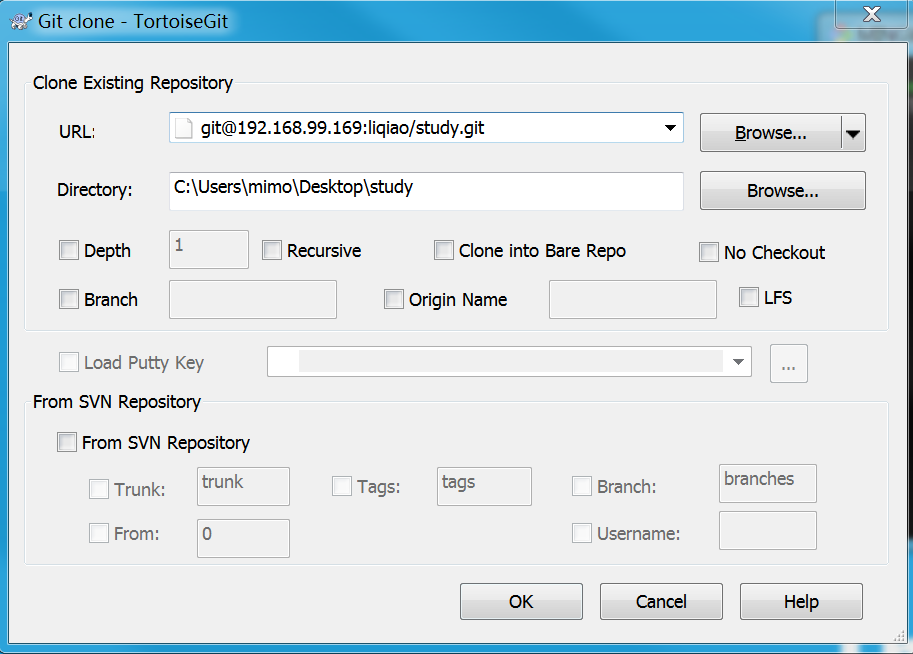 Git clone - TortoiseGit
Clone Existing Repository
URL: git@192.168.99.169:liqiao/study.git Browse...
Directory: C:\Users\mimo\Desktop\study Browse...
Depth 1 Recursive Clone into Bare Repo No Checkout
Branch Origin Name LFS
Load Putty Key ...
From SVN Repository
From SVN Repository
Trunk: trunk Tags: tags Branch: branches
From: 0 Username:
OK Cancel Help